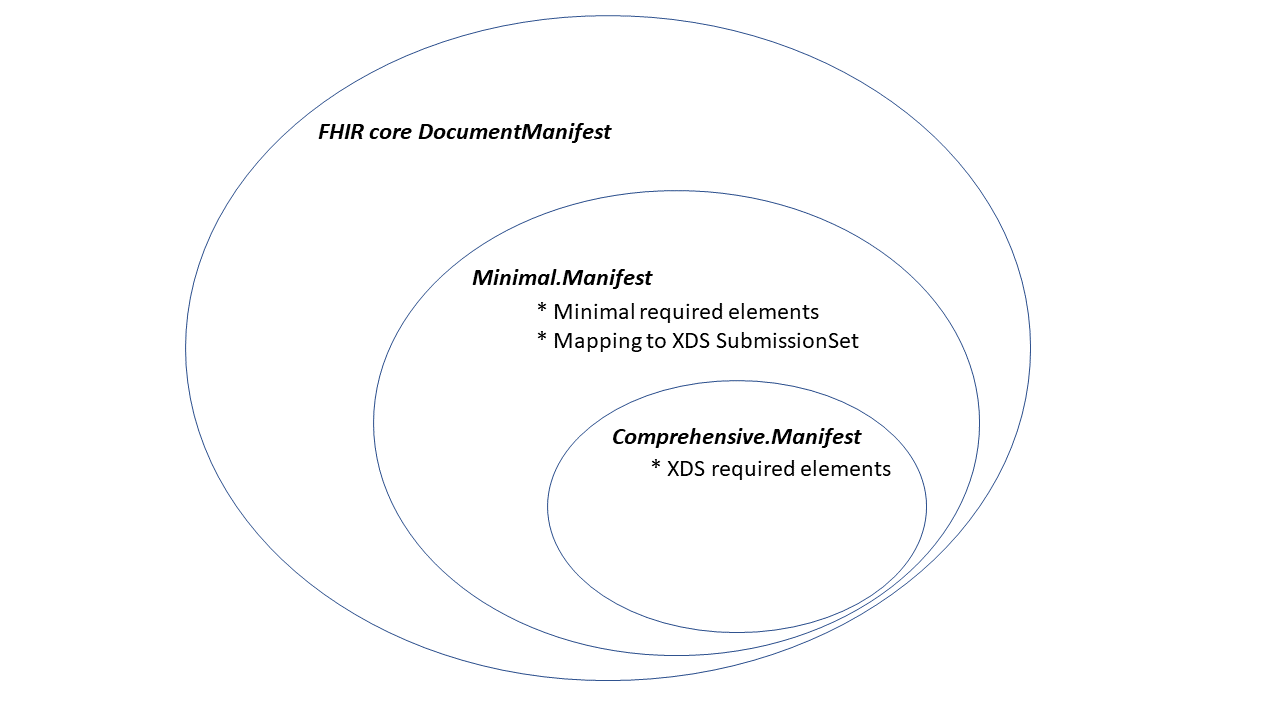 FHIR core DocumentManifest
Minimal.Manifest
* Minimal required elements
* Mapping to XDS SubmissionSet
Comprehensive.Manifest
* XDS required elements